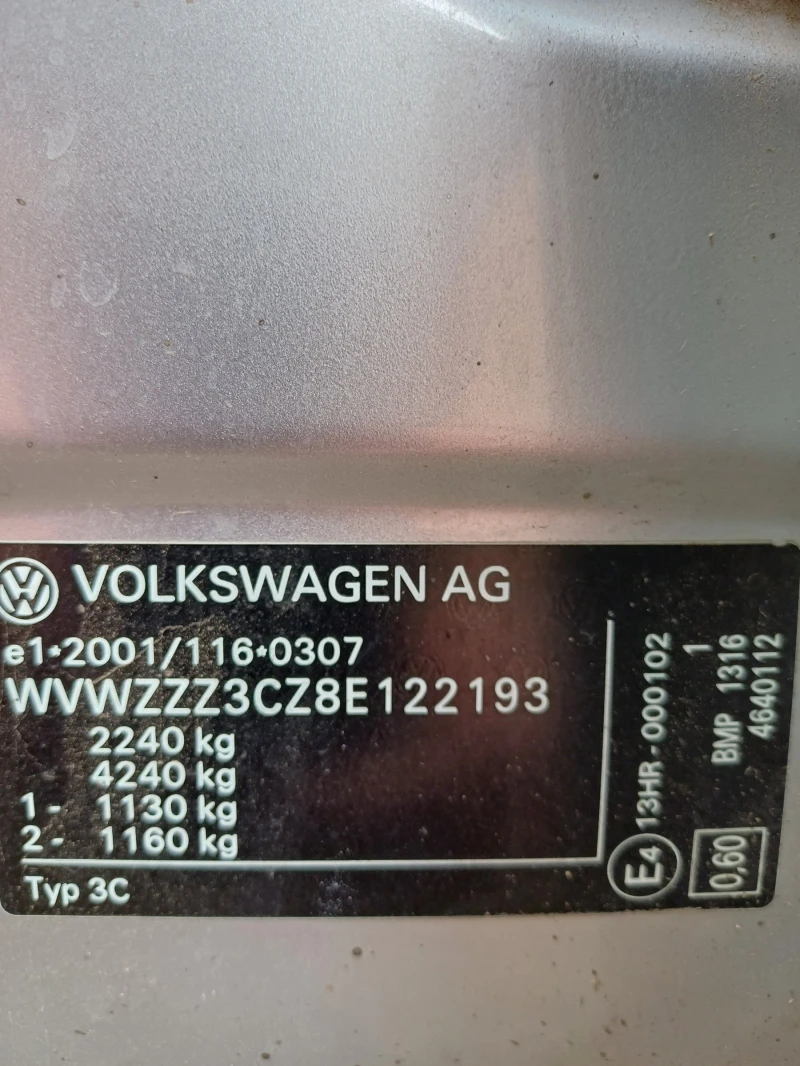 VOLKSWAGEN AG
e1*2001/116*0307
WVWZZZ3CZ8E122193
2240 kg
4240 kg
1- 1130 kg
2- 1160 kg
Typ 3C
E4 13HR-000102
1
BMP 1316
4640112
0,60